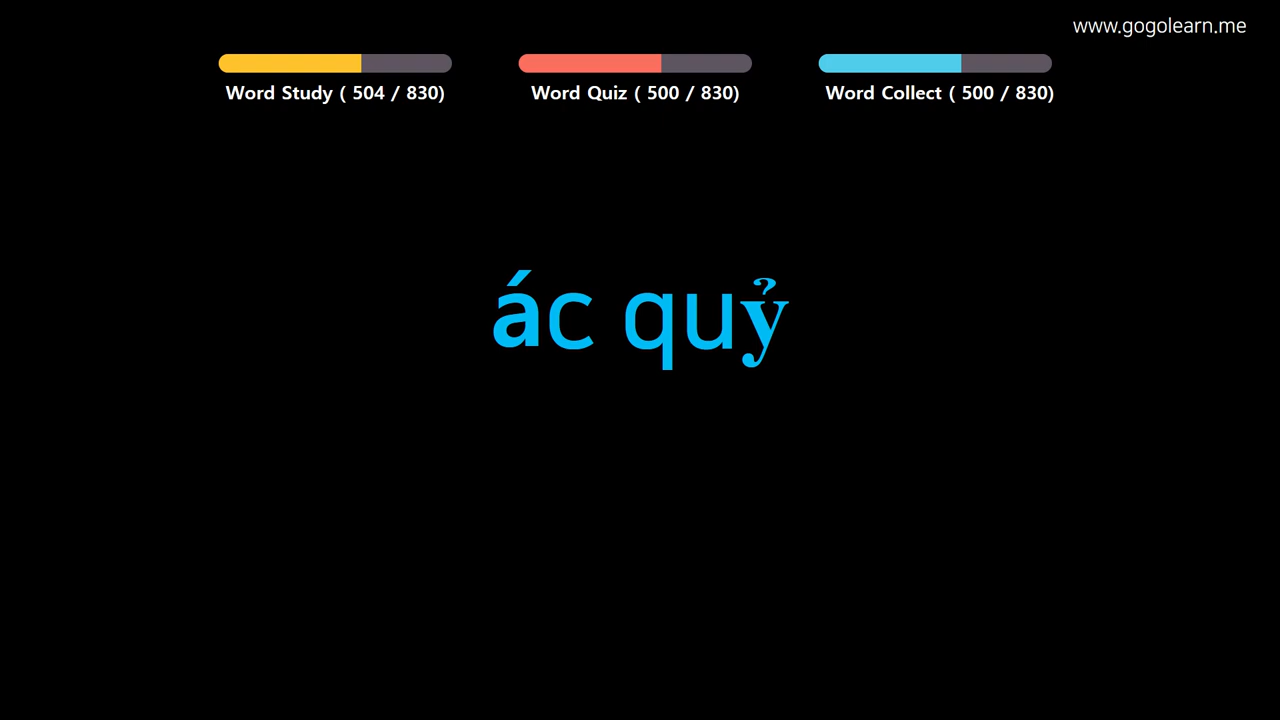 www.gogolearn.me
Word Study ( 504 / 830)
Word Quiz ( 500 / 830)
Word Collect ( 500 / 830)
ác quỷ